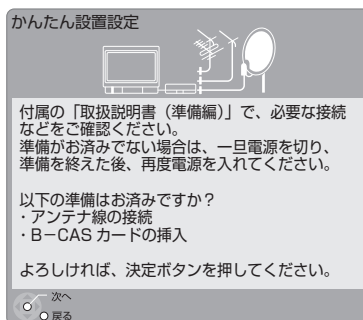 かんたん設置設定
付属の「取扱説明書（準備編）」で、必要な接続
などをご確認ください。
準備がお済みでない場合は、一旦電源を切り、
準備を終えた後、再度電源を入れてください。
以下の準備はお済みですか？
・アンテナ線の接続
・B－CAS カードの挿入
よろしければ、決定ボタンを押してください。
次へ
戻る